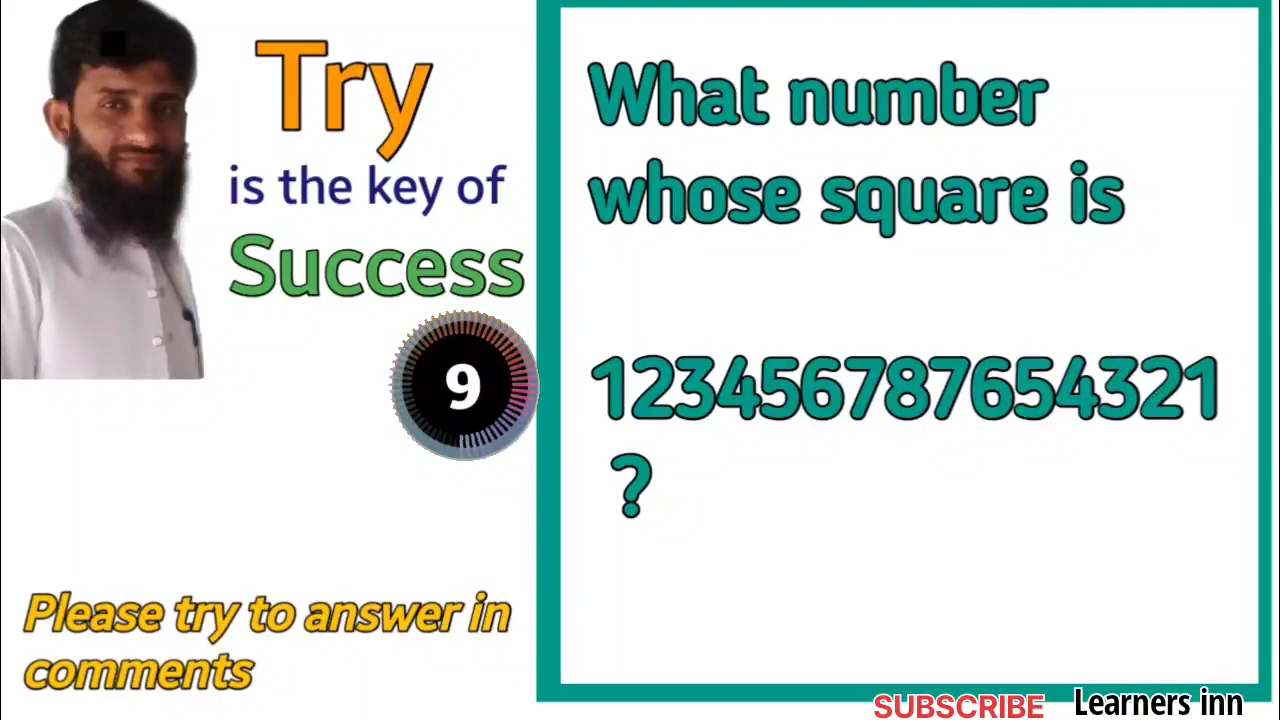 Try
is the key of
Success
9
Please try to answer in
comments
What number
whose square is
123456787654321
?
SUBSCRIBE Learners inn